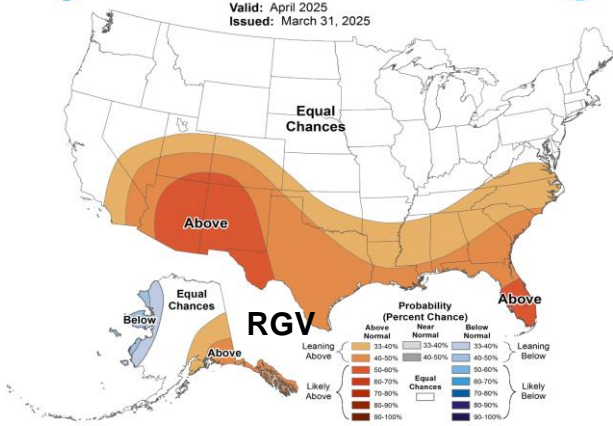 Valid: April 2025
Issued: March 31, 2025
Equal
Chances
Above
Equal Chances
Below
Above
RGV
Above
Probability
(Percent Chance)
Above Normal
Near Normal
Below Normal
Leaning Above
33-40%
33-40%
33-40%
Leaning Below
40-50%
40-50%
40-50%
Likely Above
50-60%
60-70%
70-80%
80-90%
90-100%
Equal Chances
50-60%
60-70%
70-80%
80-90%
90-100%
Likely Below